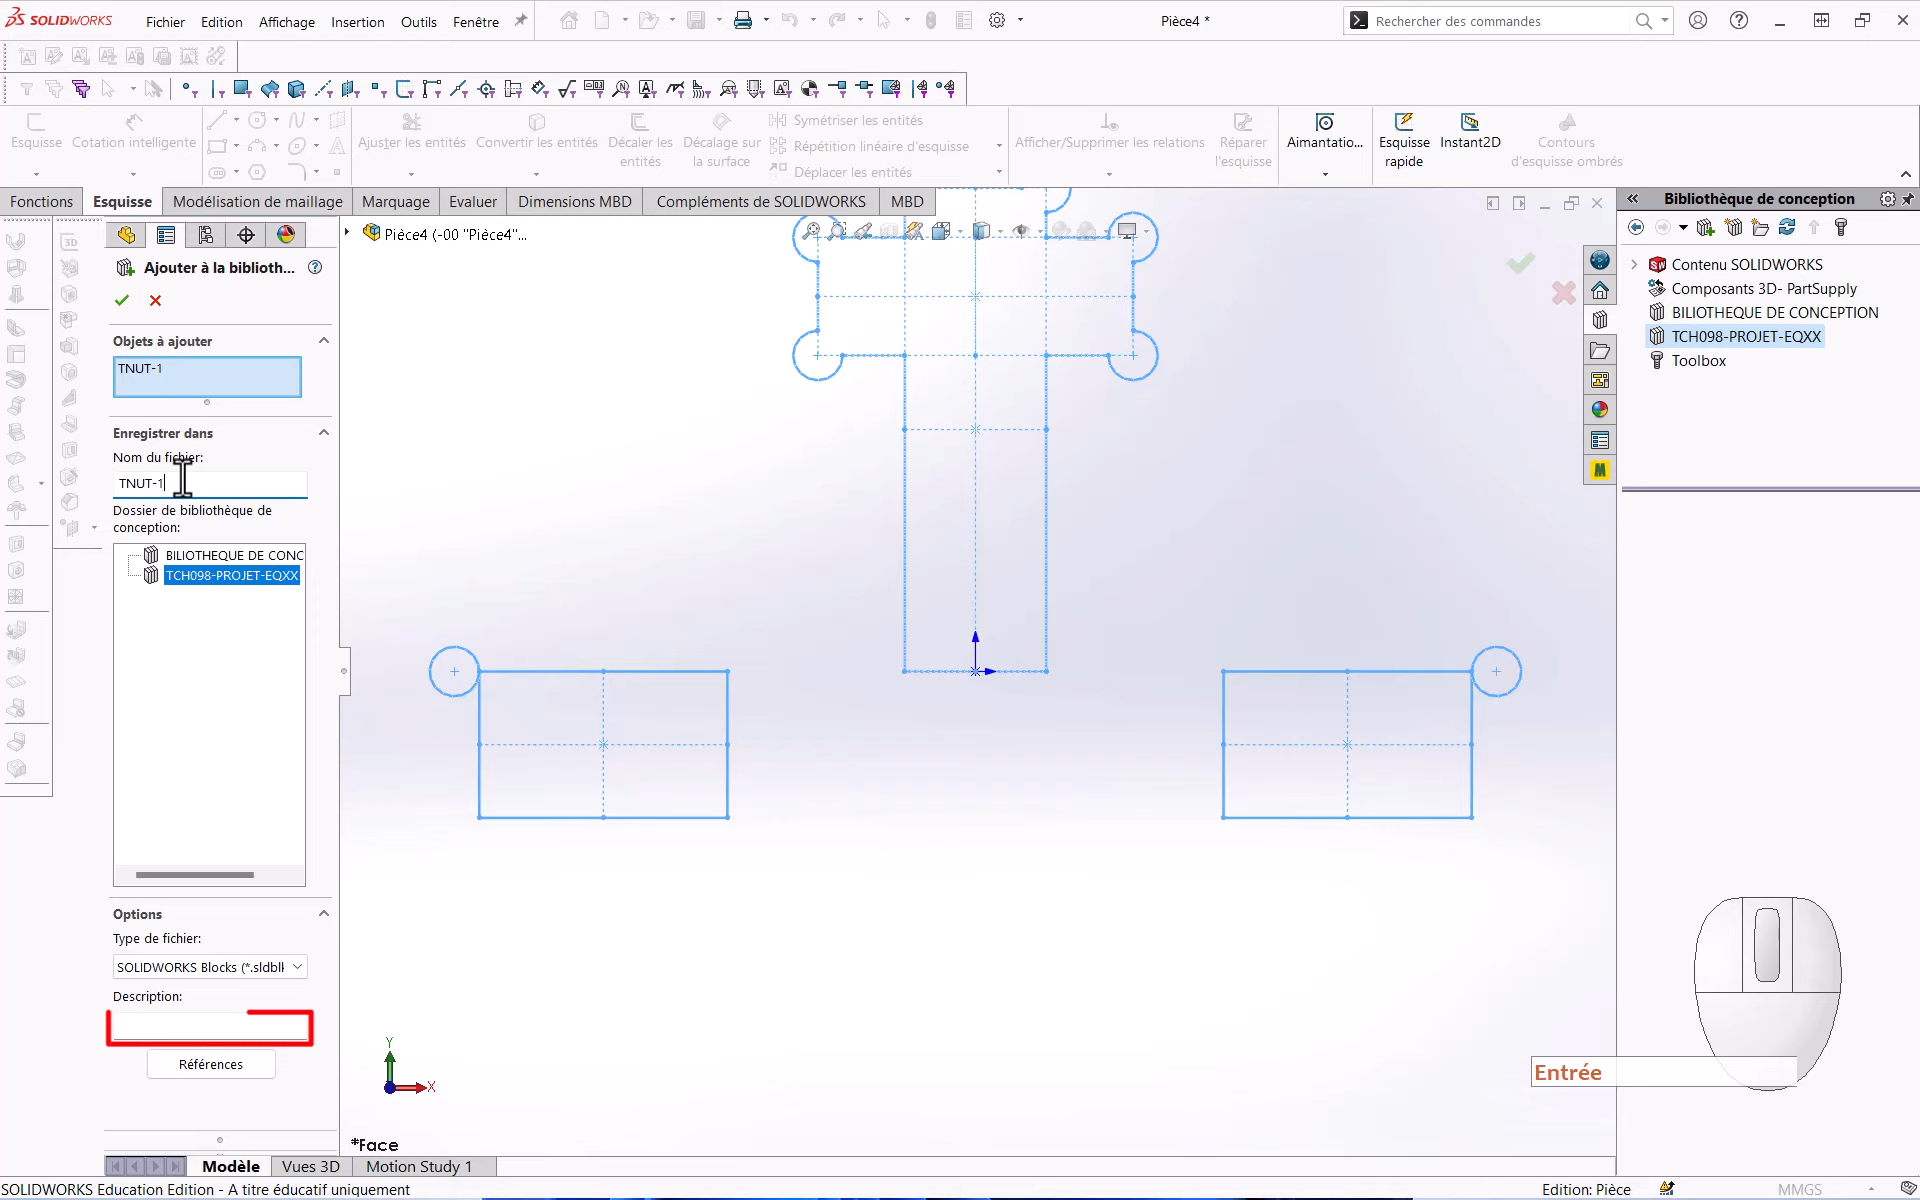 SOLIDWORKS
Fichier
Edition
Affichage
Insertion
Outils
Fenêtre
Pièce4 *
Rechercher des commandes
Esquisse
Cotation intelligente
Ajuster les entités
Convertir les entités
Décaler les
entités
Décalage sur
la surface
Symétriser les entités
Répétition linéaire d'esquisse
Déplacer les entités
Afficher/Supprimer les relations
Réparer
l'esquisse
Aimantatio...
Esquisse
rapide
Instant2D
Contours
d'esquisse ombrés
Fonctions
Esquisse
Modélisation de maillage
Marquage
Evaluer
Dimensions MBD
Compléments de SOLIDWORKS
MBD
Bibliothèque de conception
Pièce4 (-00 "Pièce4"...
Ajouter à la biblioth...
Objets à ajouter
TNUT-1
Enregistrer dans
Nom du fichier:
TNUT-1
Dossier de bibliothèque de
conception:
BILIOTHEQUE DE CONC
TCH098-PROJET-EQXX
Options
Type de fichier:
SOLIDWORKS Blocks (*.sldblk
Description:
Références
Contenu SOLIDWORKS
Composants 3D- PartSupply
BILIOTHEQUE DE CONCEPTION
TCH098-PROJET-EQXX
Toolbox
Y
X
*Face
Entrée
Modèle
Vues 3D
Motion Study 1
SOLIDWORKS Education Edition - A titre éducatif uniquement
Edition: Pièce
MMGS